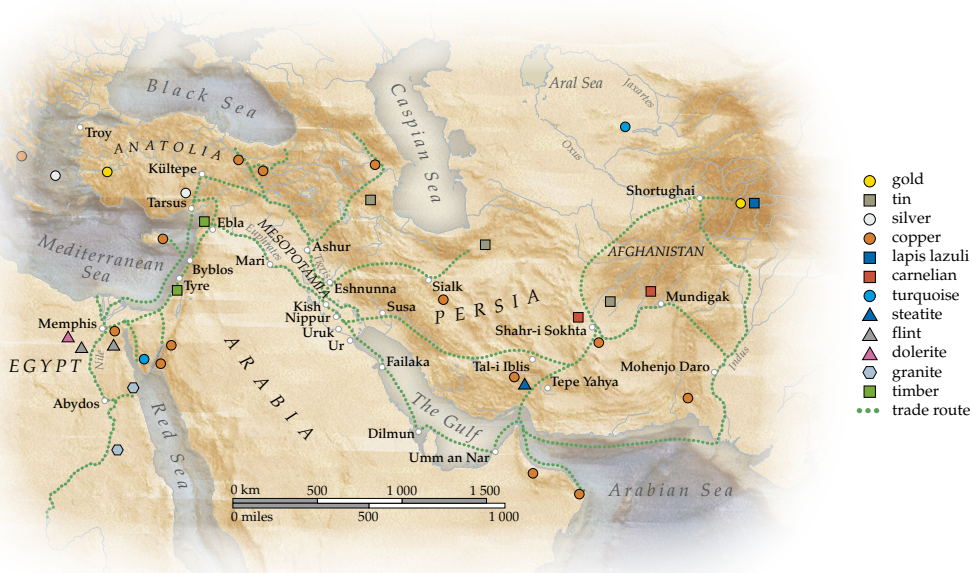 Black Sea
Caspian Sea
Aral Sea
Jaxartes
Oxus
Troy
ANATOLIA
Kültepe
Tarsus
Ebla
Mediterranean
Sea
Byblos
Tyre
MESOPOTAMIA
Euphrates
Tigris
Mari
Ashur
Eshnunna
Kish
Nippur
Uruk
Ur
Susa
Sialk
PERSIA
Shortughai
AFGHANISTAN
Mundigak
Shahr-i Sokhta
Tal-i Iblis
Tepe Yahya
Mohenjo Daro
Indus
Memphis
EGYPT
Nile
Abydos
Red Sea
ARABIA
Failaka
The Gulf
Dilmun
Umm an Nar
Arabian Sea
0 km 500 1 000 1 500
0 miles 500 1 000
gold
tin
silver
copper
lapis lazuli
carnelian
turquoise
steatite
flint
dolerite
granite
timber
trade route